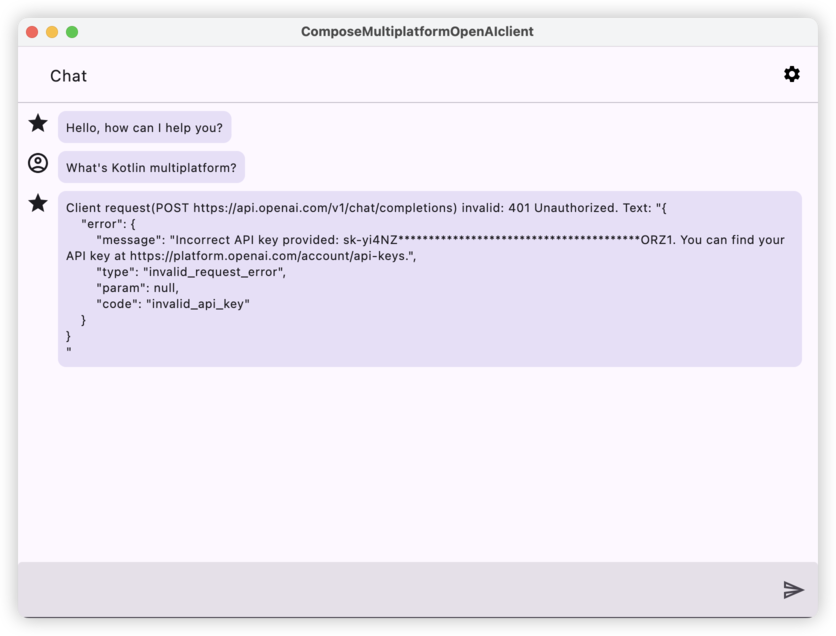 ComposeMultiplatformOpenAIclient
Chat
Hello, how can I help you?
What's Kotlin multiplatform?
Client request(POST https://api.openai.com/v1/chat/completions) invalid: 401 Unauthorized. Text: "{
"error": {
"message": "Incorrect API key provided: sk-yi4NZ****************************************ORZ1. You can find your
API key at https://platform.openai.com/account/api-keys.",
"type": "invalid_request_error",
"param": null,
"code": "invalid_api_key"
}
}
"